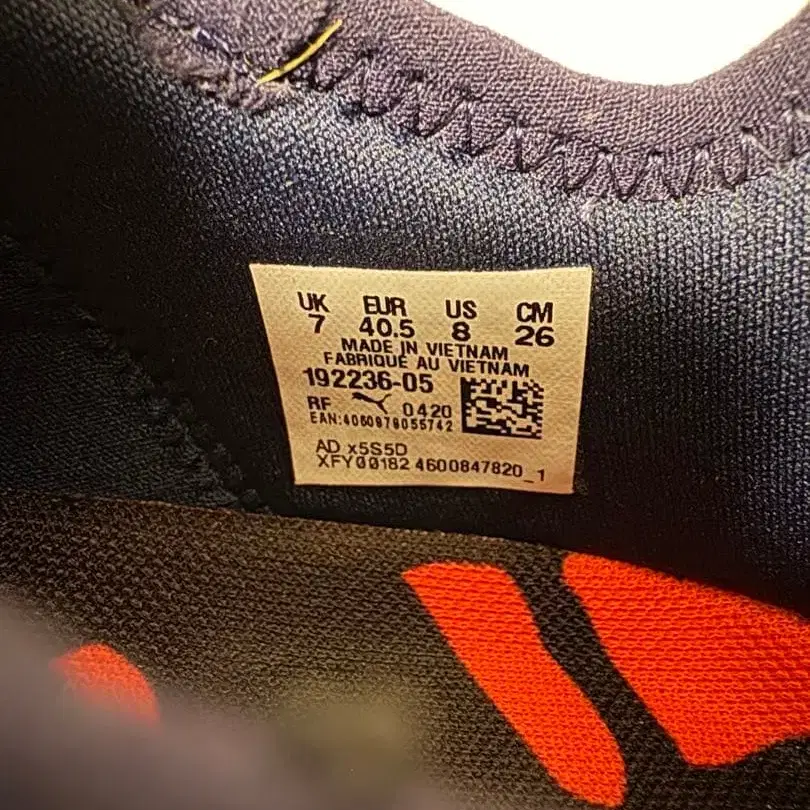 UK EUR US CM
7 40.5 8 26
MADE IN VIETNAM
FABRIQUÉ AU VIETNAM
192236-05
RF 0420
EAN:4060979055742
AD x5S5D
XFY00182 4600847820_1